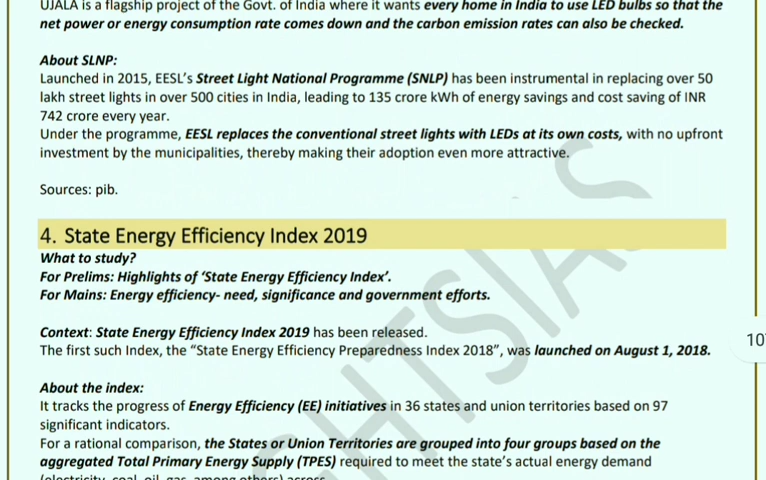 UJALA is a flagship project of the Govt. of India where it wants every home in India to use LED bulbs so that the
net power or energy consumption rate comes down and the carbon emission rates can also be checked.
About SLNP:
Launched in 2015, EESL’s Street Light National Programme (SNLP) has been instrumental in replacing over 50
lakh street lights in over 500 cities in India, leading to 135 crore kWh of energy savings and cost saving of INR
742 crore every year.
Under the programme, EESL replaces the conventional street lights with LEDs at its own costs, with no upfront
investment by the municipalities, thereby making their adoption even more attractive.
Sources: pib.
4. State Energy Efficiency Index 2019
What to study?
For Prelims: Highlights of ‘State Energy Efficiency Index’.
For Mains: Energy efficiency- need, significance and government efforts.
Context: State Energy Efficiency Index 2019 has been released.
The first such Index, the “State Energy Efficiency Preparedness Index 2018”, was launched on August 1, 2018.
About the index:
It tracks the progress of Energy Efficiency (EE) initiatives in 36 states and union territories based on 97
significant indicators.
For a rational comparison, the States or Union Territories are grouped into four groups based on the
aggregated Total Primary Energy Supply (TPES) required to meet the state’s actual energy demand
(electricity, coal, oil, gas, among others) across